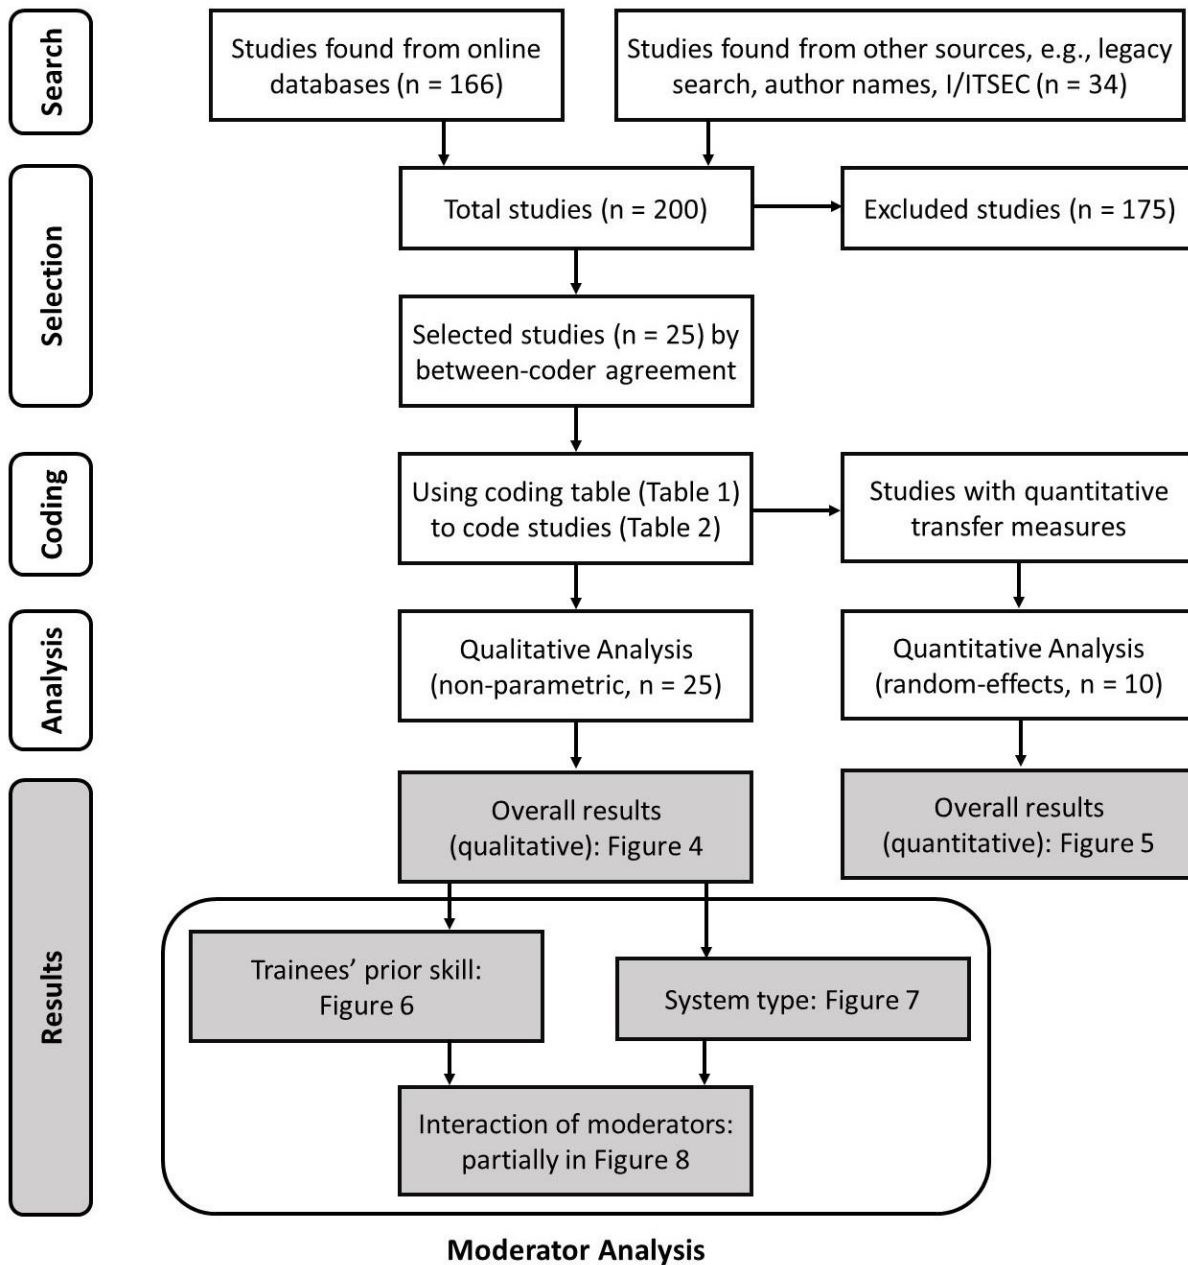 Search
Studies found from online
databases (n = 166)
Studies found from other sources, e.g., legacy
search, author names, I/ITSEC (n = 34)
Selection
Total studies (n = 200)
Excluded studies (n = 175)
Selected studies (n = 25) by
between-coder agreement
Coding
Using coding table (Table 1)
to code studies (Table 2)
Studies with quantitative
transfer measures
Analysis
Qualitative Analysis
(non-parametric, n = 25)
Quantitative Analysis
(random-effects, n = 10)
Results
Overall results
(qualitative): Figure 4
Overall results
(quantitative): Figure 5
Trainees’ prior skill:
Figure 6
System type: Figure 7
Interaction of moderators:
partially in Figure 8
Moderator Analysis